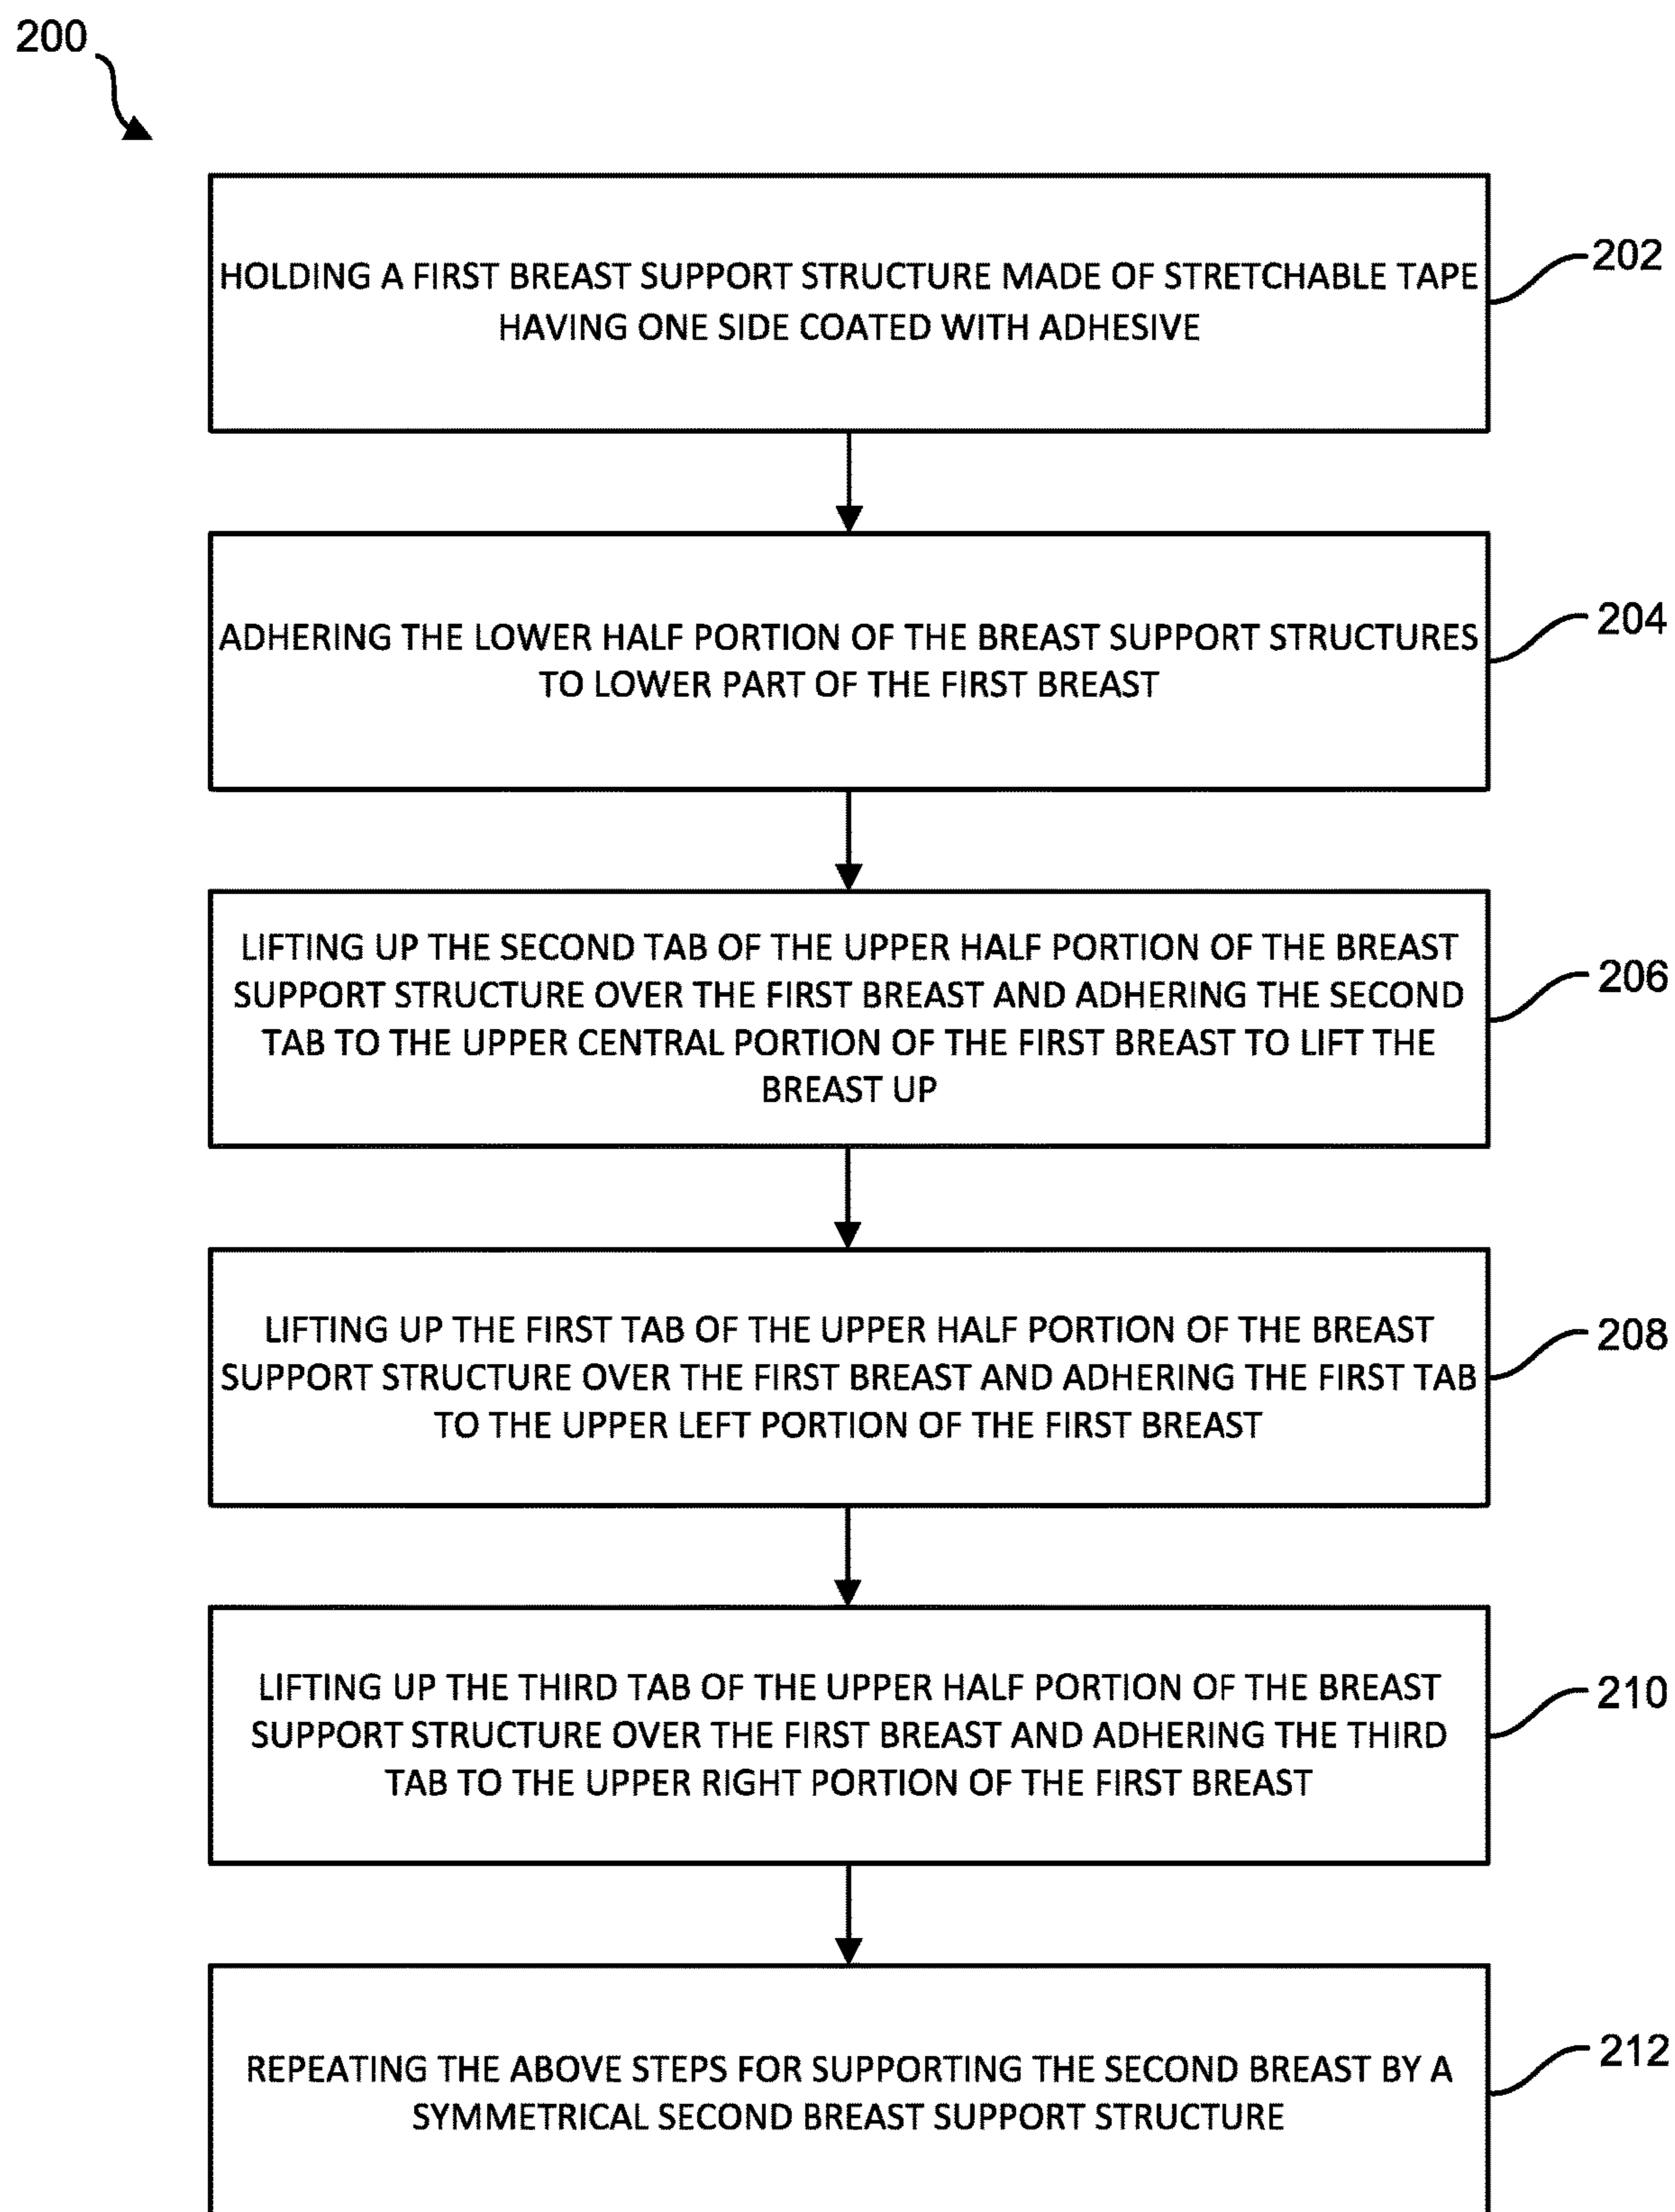 200
HOLDING A FIRST BREAST SUPPORT STRUCTURE MADE OF STRETCHABLE TAPE
HAVING ONE SIDE COATED WITH ADHESIVE
202
ADHERING THE LOWER HALF PORTION OF THE BREAST SUPPORT STRUCTURES
TO LOWER PART OF THE FIRST BREAST
204
LIFTING UP THE SECOND TAB OF THE UPPER HALF PORTION OF THE BREAST
SUPPORT STRUCTURE OVER THE FIRST BREAST AND ADHERING THE SECOND
TAB TO THE UPPER CENTRAL PORTION OF THE FIRST BREAST TO LIFT THE
BREAST UP
206
LIFTING UP THE FIRST TAB OF THE UPPER HALF PORTION OF THE BREAST
SUPPORT STRUCTURE OVER THE FIRST BREAST AND ADHERING THE FIRST TAB
TO THE UPPER LEFT PORTION OF THE FIRST BREAST
208
LIFTING UP THE THIRD TAB OF THE UPPER HALF PORTION OF THE BREAST
SUPPORT STRUCTURE OVER THE FIRST BREAST AND ADHERING THE THIRD
TAB TO THE UPPER RIGHT PORTION OF THE FIRST BREAST
210
REPEATING THE ABOVE STEPS FOR SUPPORTING THE SECOND BREAST BY A
SYMMETRICAL SECOND BREAST SUPPORT STRUCTURE
212